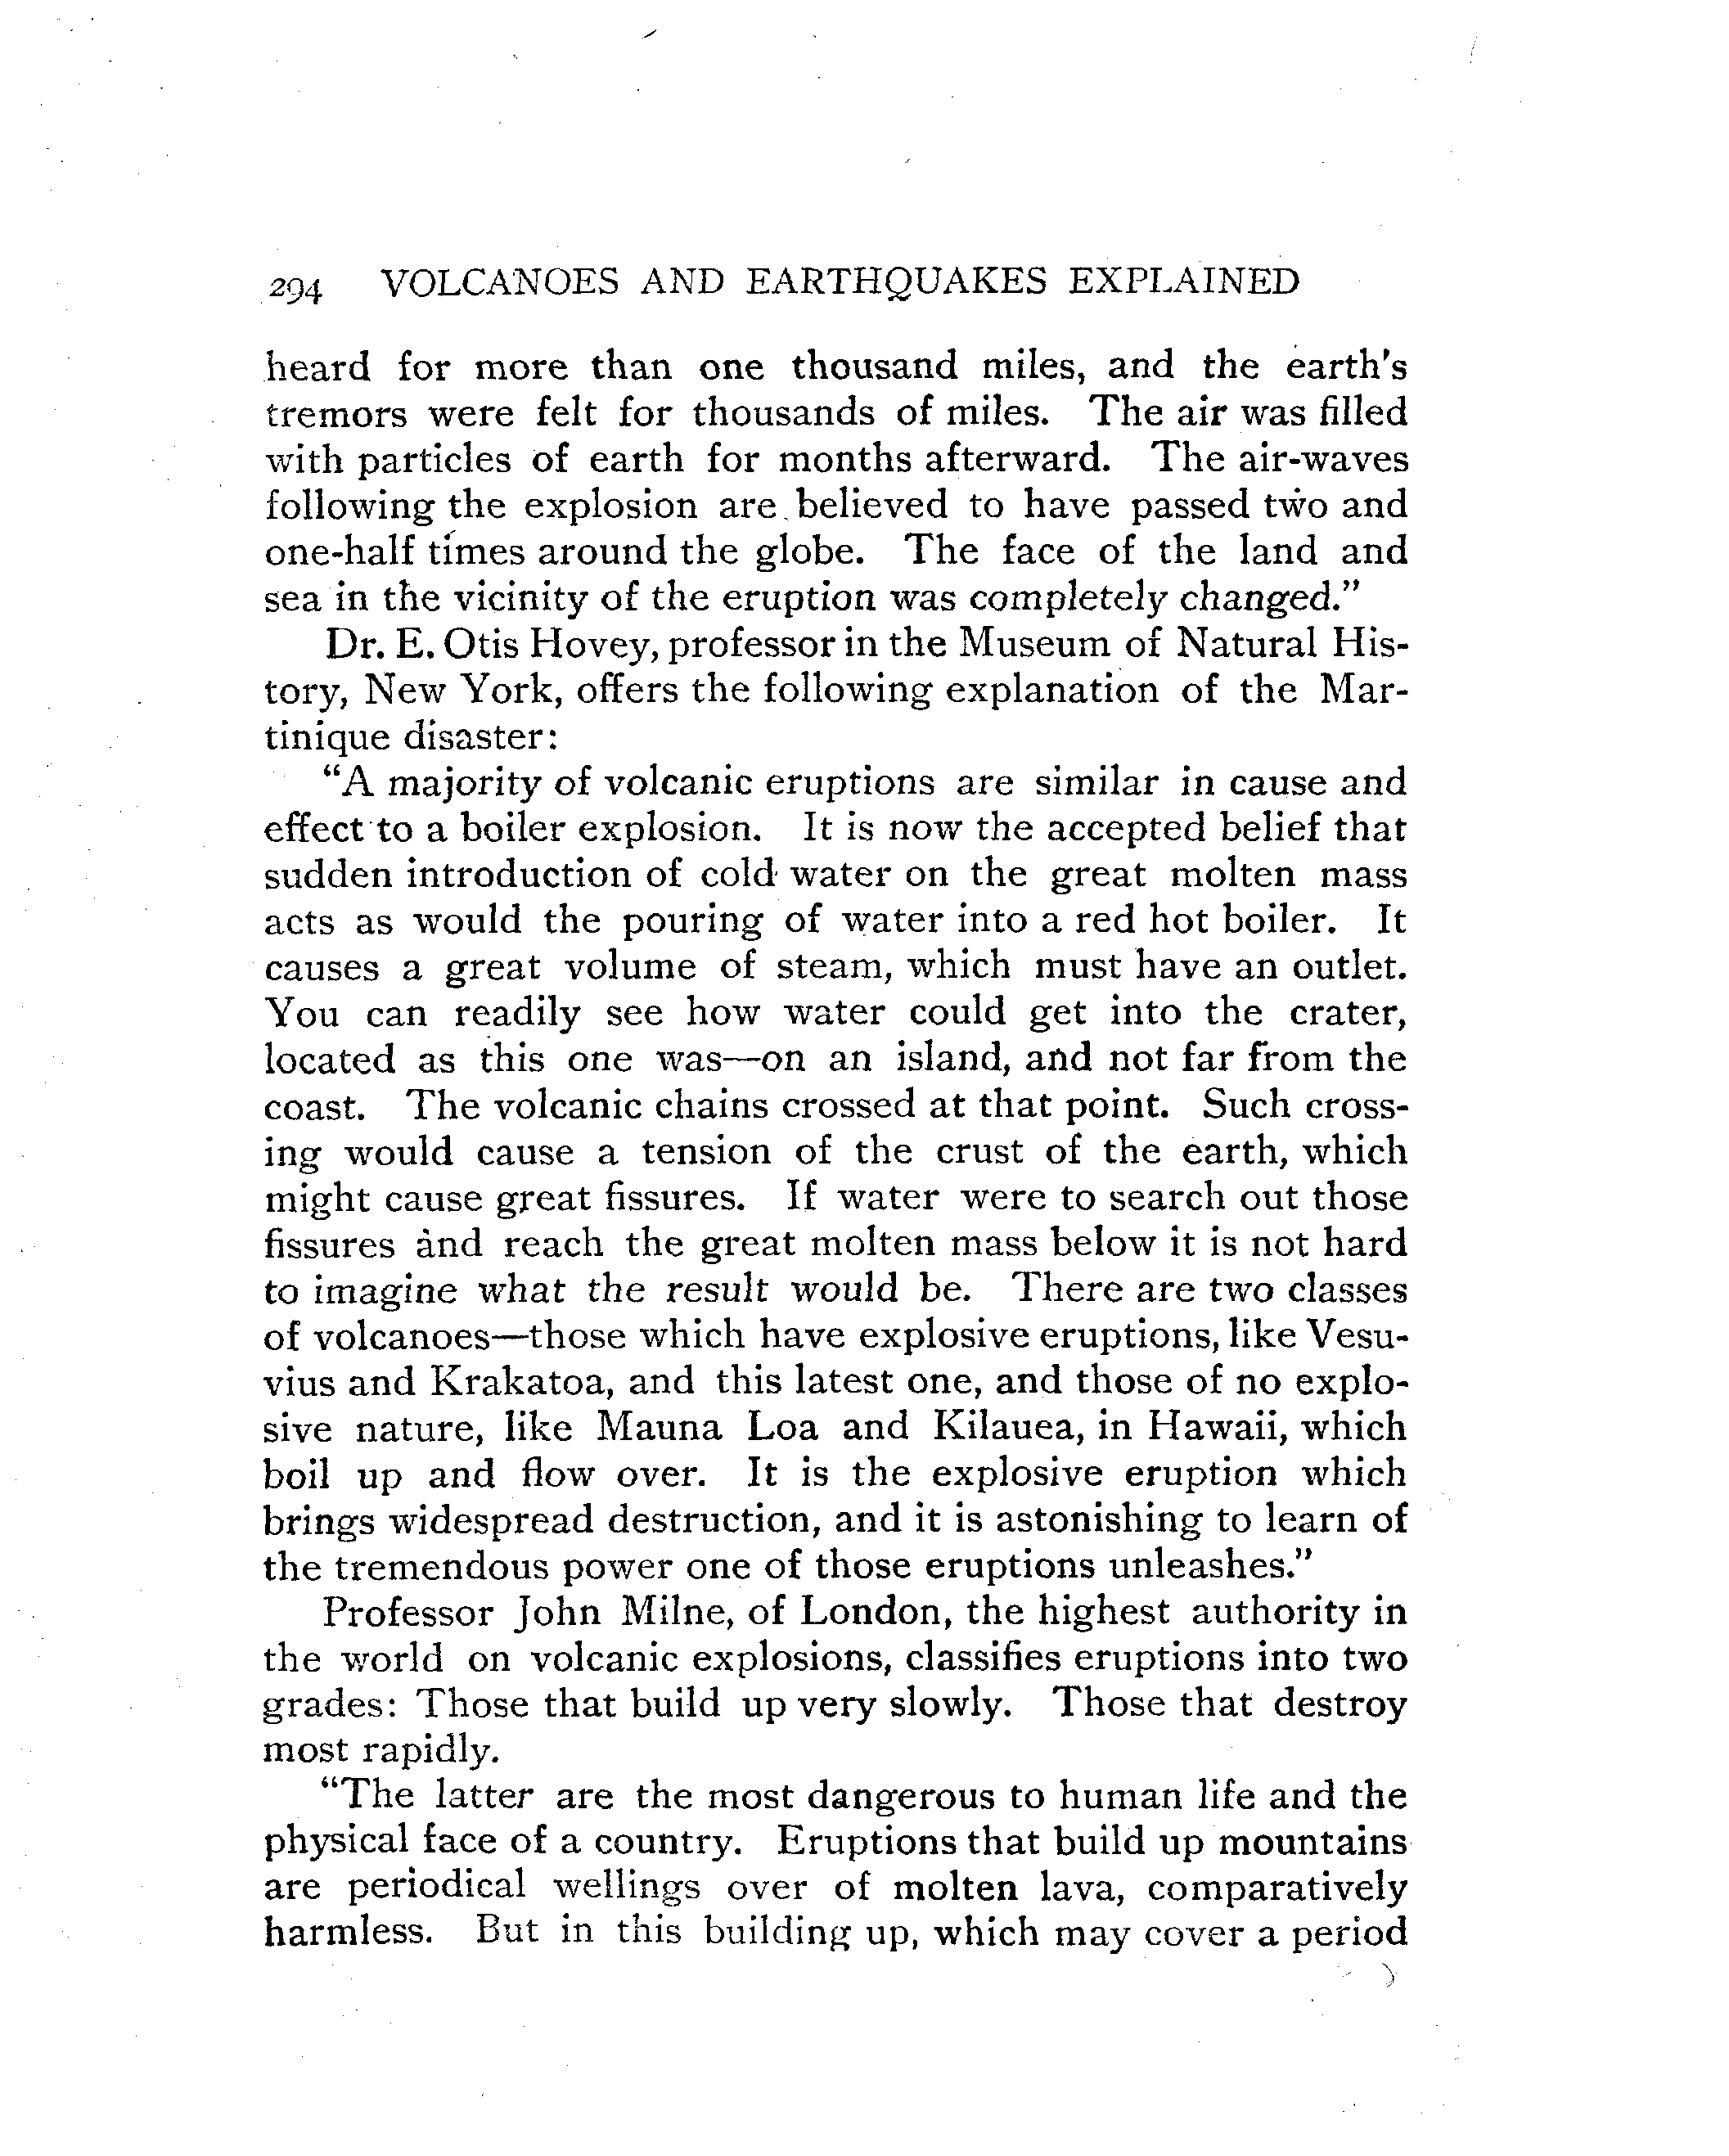 294 VOLCANOES AND EARTHQUAKES EXPLAINED
heard for more than one thousand miles, and the earth's
tremors were felt for thousands of miles. The air was filled
with particles of earth for months afterward. The air-waves
following the explosion are believed to have passed two and
one-half times around the globe. The face of the land and
sea in the vicinity of the eruption was completely changed."
Dr. E. Otis Hovey, professor in the Museum of Natural His-
tory, New York, offers the following explanation of the Mar-
tinique disaster:
"A majority of volcanic eruptions are similar in cause and
effect to a boiler explosion. It is now the accepted belief that
sudden introduction of cold water on the great molten mass
acts as would the pouring of water into a red hot boiler. It
causes a great volume of steam, which must have an outlet.
You can readily see how water could get into the crater,
located as this one was—on an island, and not far from the
coast. The volcanic chains crossed at that point. Such cross-
ing would cause a tension of the crust of the earth, which
might cause great fissures. If water were to search out those
fissures and reach the great molten mass below it is not hard
to imagine what the result would be. There are two classes
of volcanoes—those which have explosive eruptions, like Vesu-
vius and Krakatoa, and this latest one, and those of no explo-
sive nature, like Mauna Loa and Kilauea, in Hawaii, which
boil up and flow over. It is the explosive eruption which
brings widespread destruction, and it is astonishing to learn of
the tremendous power one of those eruptions unleashes."
Professor John Milne, of London, the highest authority in
the world on volcanic explosions, classifies eruptions into two
grades: Those that build up very slowly. Those that destroy
most rapidly.
"The latter are the most dangerous to human life and the
physical face of a country. Eruptions that build up mountains
are periodical wellings over of molten lava, comparatively
harmless. But in this building up, which may cover a period